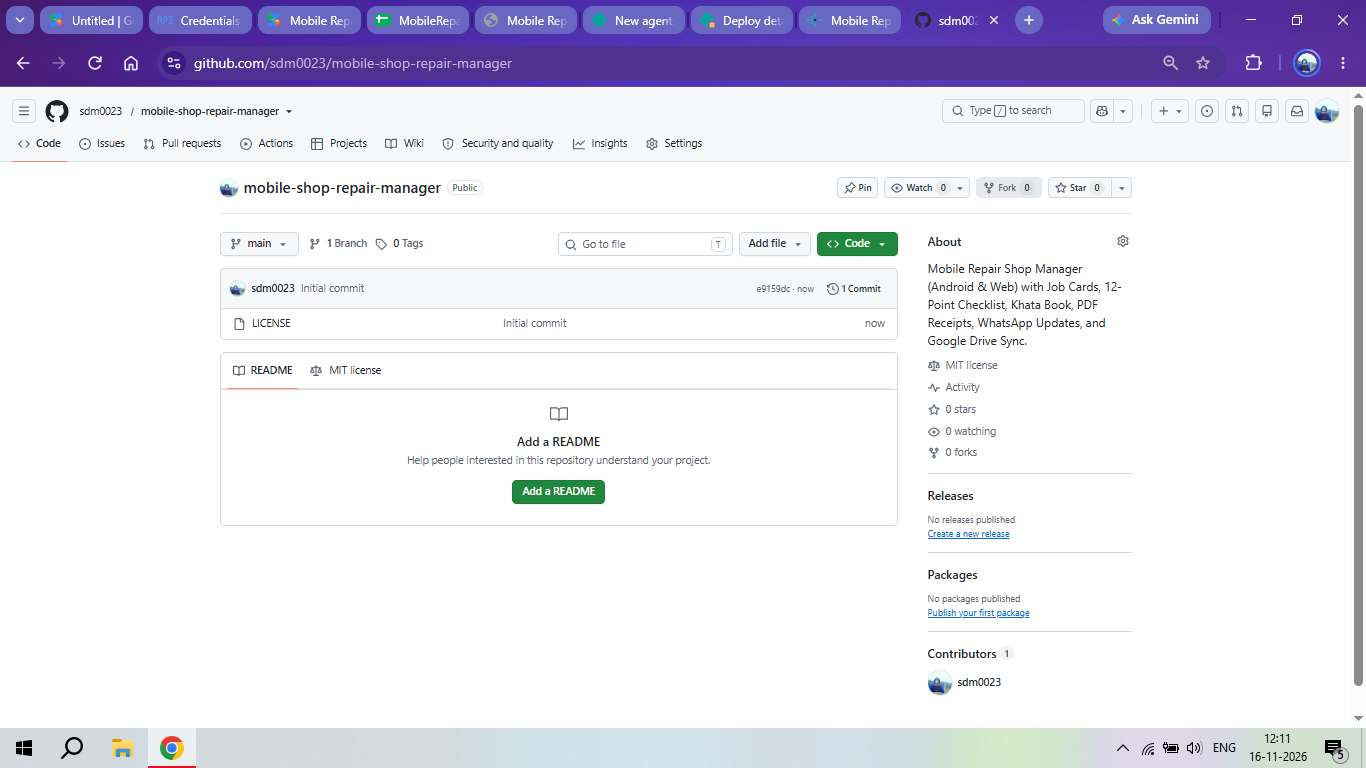 Untitled | G
API Credentials
Mobile Rep
MobileRepa
Mobile Rep
New agent
Deploy det
Mobile Rep
sdm002
Ask Gemini
github.com/sdm0023/mobile-shop-repair-manager
sdm0023 / mobile-shop-repair-manager
Type / to search
Code Issues Pull requests Actions Projects Wiki Security and quality Insights Settings
mobile-shop-repair-manager Public
Pin Watch 0 Fork 0 Star 0
main 1 Branch 0 Tags
Go to file T
Add file
Code
sdm0023 Initial commit
e9159dc · now 1 Commit
LICENSE Initial commit now
README MIT license
Add a README
Help people interested in this repository understand your project.
Add a README
About
Mobile Repair Shop Manager
(Android & Web) with Job Cards, 12-
Point Checklist, Khata Book, PDF
Receipts, WhatsApp Updates, and
Google Drive Sync.
MIT license
Activity
0 stars
0 watching
0 forks
Releases
No releases published
Create a new release
Packages
No packages published
Publish your first package
Contributors 1
sdm0023
ENG
12:11
16-11-2026
5